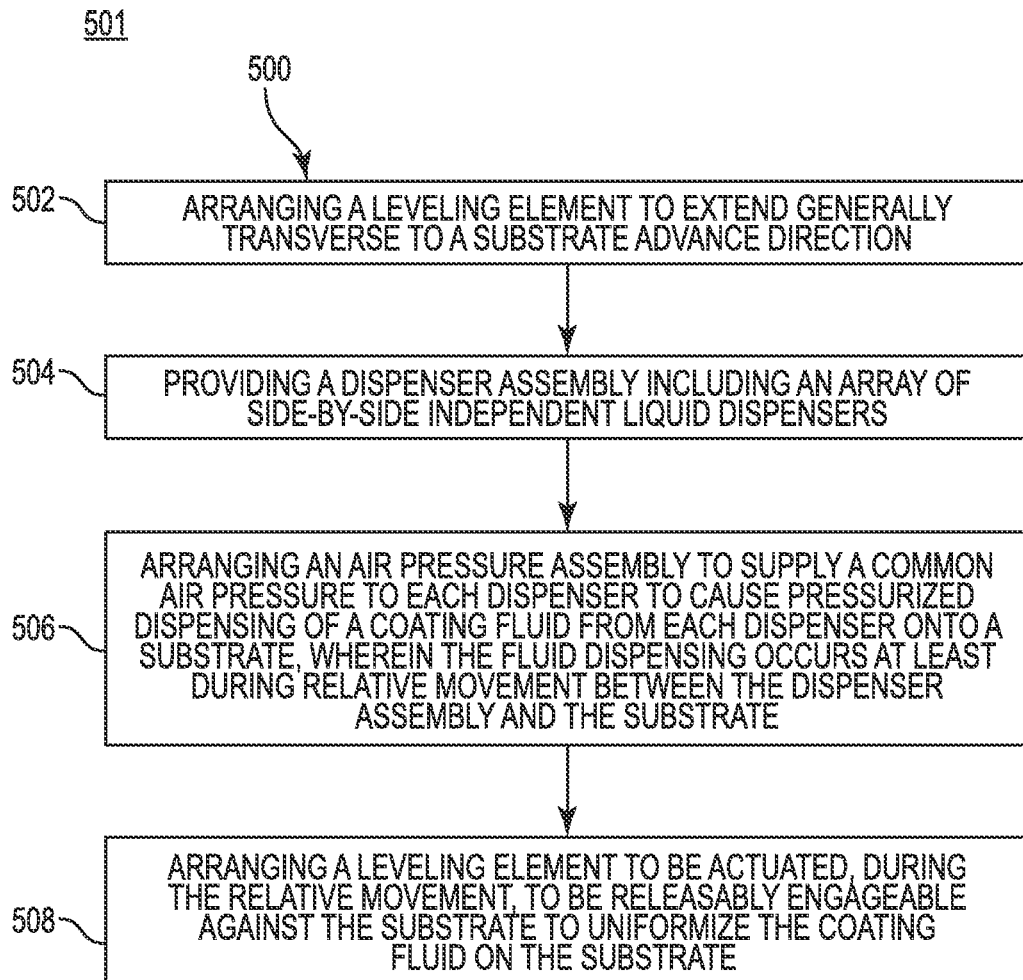 501
500
502
ARRANGING A LEVELING ELEMENT TO EXTEND GENERALLY
TRANSVERSE TO A SUBSTRATE ADVANCE DIRECTION
504
PROVIDING A DISPENSER ASSEMBLY INCLUDING AN ARRAY OF
SIDE-BY-SIDE INDEPENDENT LIQUID DISPENSERS
506
ARRANGING AN AIR PRESSURE ASSEMBLY TO SUPPLY A COMMON
AIR PRESSURE TO EACH DISPENSER TO CAUSE PRESSURIZED
DISPENSING OF A COATING FLUID FROM EACH DISPENSER ONTO A
SUBSTRATE, WHEREIN THE FLUID DISPENSING OCCURS AT LEAST
DURING RELATIVE MOVEMENT BETWEEN THE DISPENSER
ASSEMBLY AND THE SUBSTRATE
508
ARRANGING A LEVELING ELEMENT TO BE ACTUATED, DURING
THE RELATIVE MOVEMENT, TO BE RELEASABLY ENGAGEABLE
AGAINST THE SUBSTRATE TO UNIFORMIZE THE COATING
FLUID ON THE SUBSTRATE